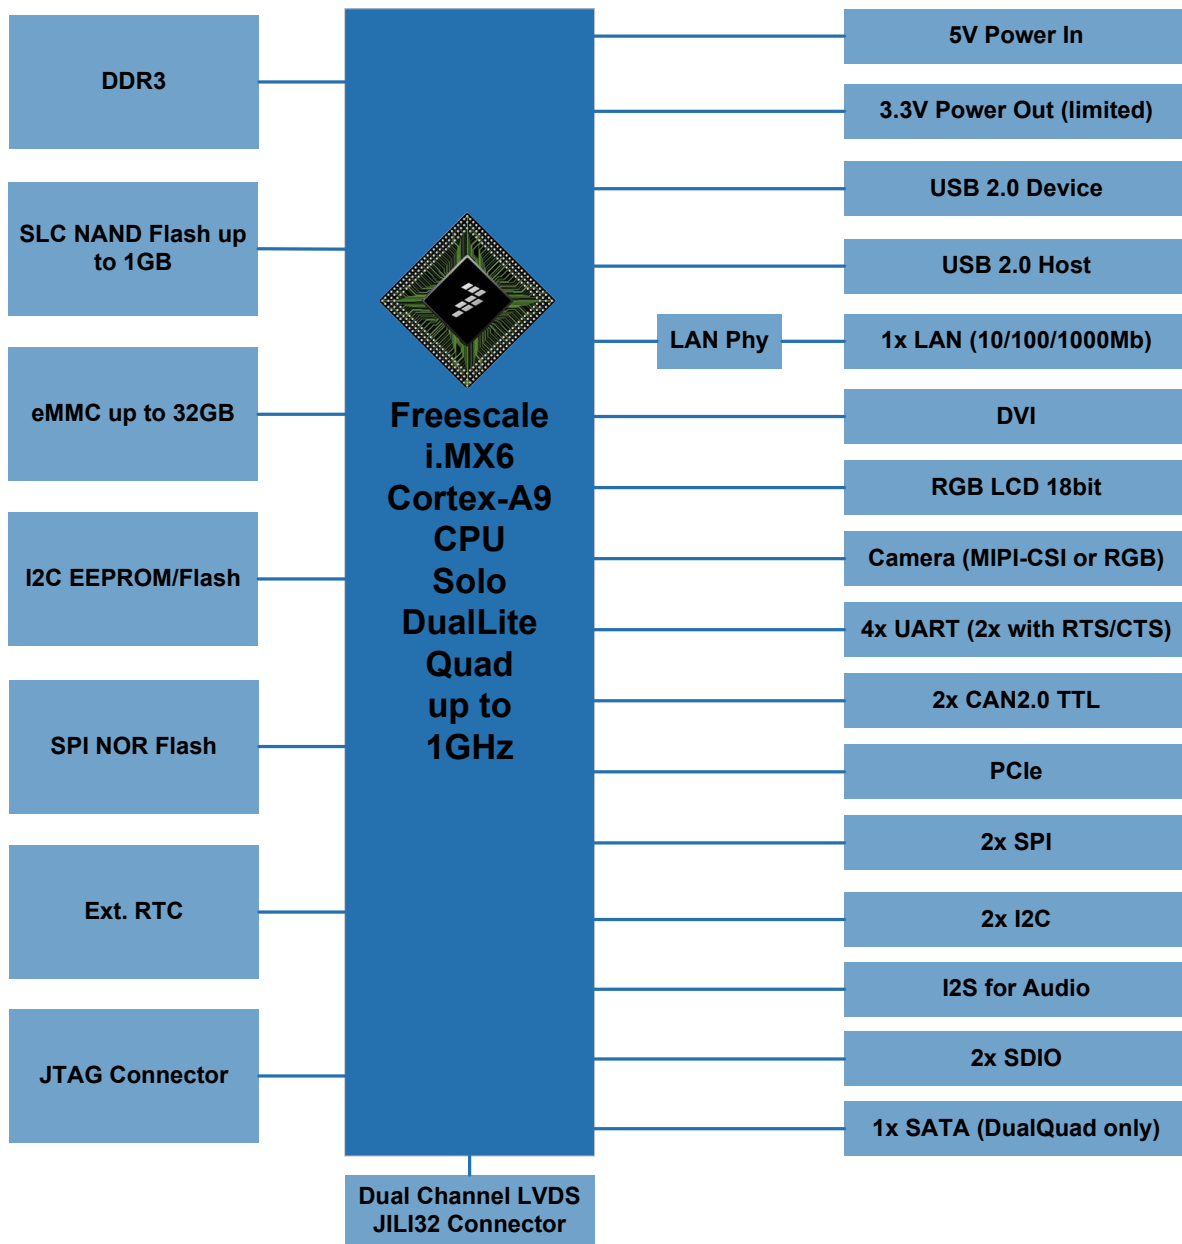 DDR3
SLC NAND Flash up
to 1GB
eMMC up to 32GB
I2C EEPROM/Flash
SPI NOR Flash
Ext. RTC
JTAG Connector
Freescale
i.MX6
Cortex-A9
CPU
Solo
DualLite
Quad
up to
1GHz
Dual Channel LVDS
JILI32 Connector
LAN Phy
5V Power In
3.3V Power Out (limited)
USB 2.0 Device
USB 2.0 Host
1x LAN (10/100/1000Mb)
DVI
RGB LCD 18bit
Camera (MIPI-CSI or RGB)
4x UART (2x with RTS/CTS)
2x CAN2.0 TTL
PCIe
2x SPI
2x I2C
I2S for Audio
2x SDIO
1x SATA (DualQuad only)